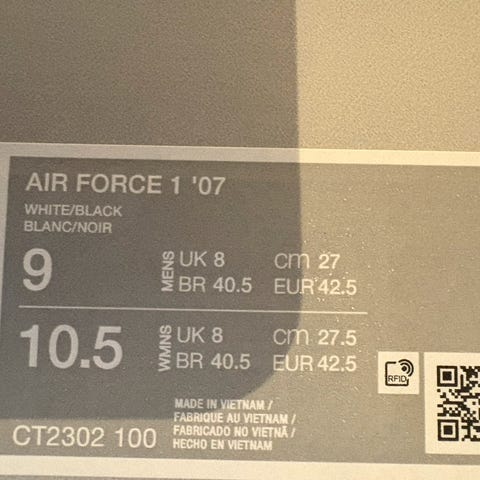 AIR FORCE 1 '07
WHITE/BLACK
BLANC/NOIR
9 MENS UK 8 cm 27
BR 40.5 EUR 42.5
10.5 WMNS UK 8 cm 27.5
BR 40.5 EUR 42.5
RFID
MADE IN VIETNAM /
FABRIQUE AU VIETNAM /
FABRICADO NO VIETNÃ /
HECHO EN VIETNAM
CT2302 100